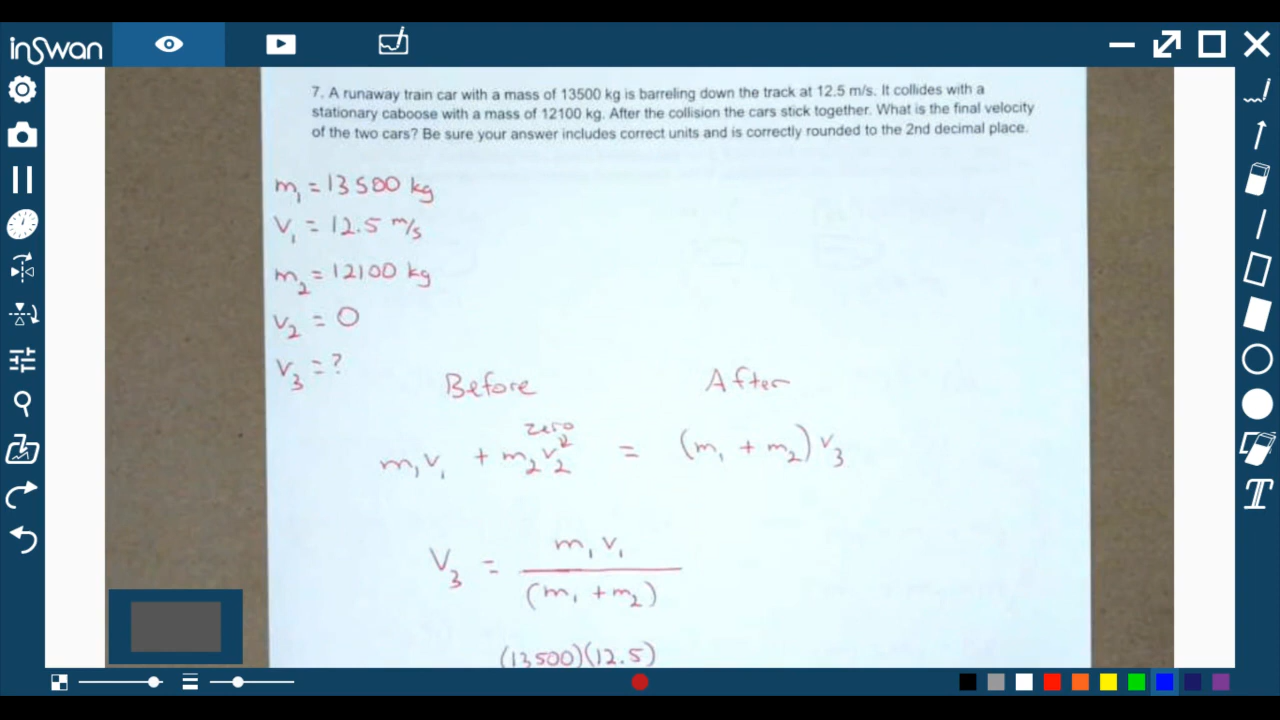 inSwan
7. A runaway train car with a mass of 13500 kg is barreling down the track at 12.5 m/s. It collides with a
stationary caboose with a mass of 12100 kg. After the collision the cars stick together. What is the final velocity
of the two cars? Be sure your answer includes correct units and is correctly rounded to the 2nd decimal place.
m₁ = 13500 kg
V₁ = 12.5 m/s
m₂ = 12100 kg
V₂ = 0
V₃ = ?
Before After
zero
m₁v₁ + m₂v₂ = (m₁ + m₂) v₃
V₃ = m₁ v₁
(m₁ + m₂)
(13500)(12.5)
T